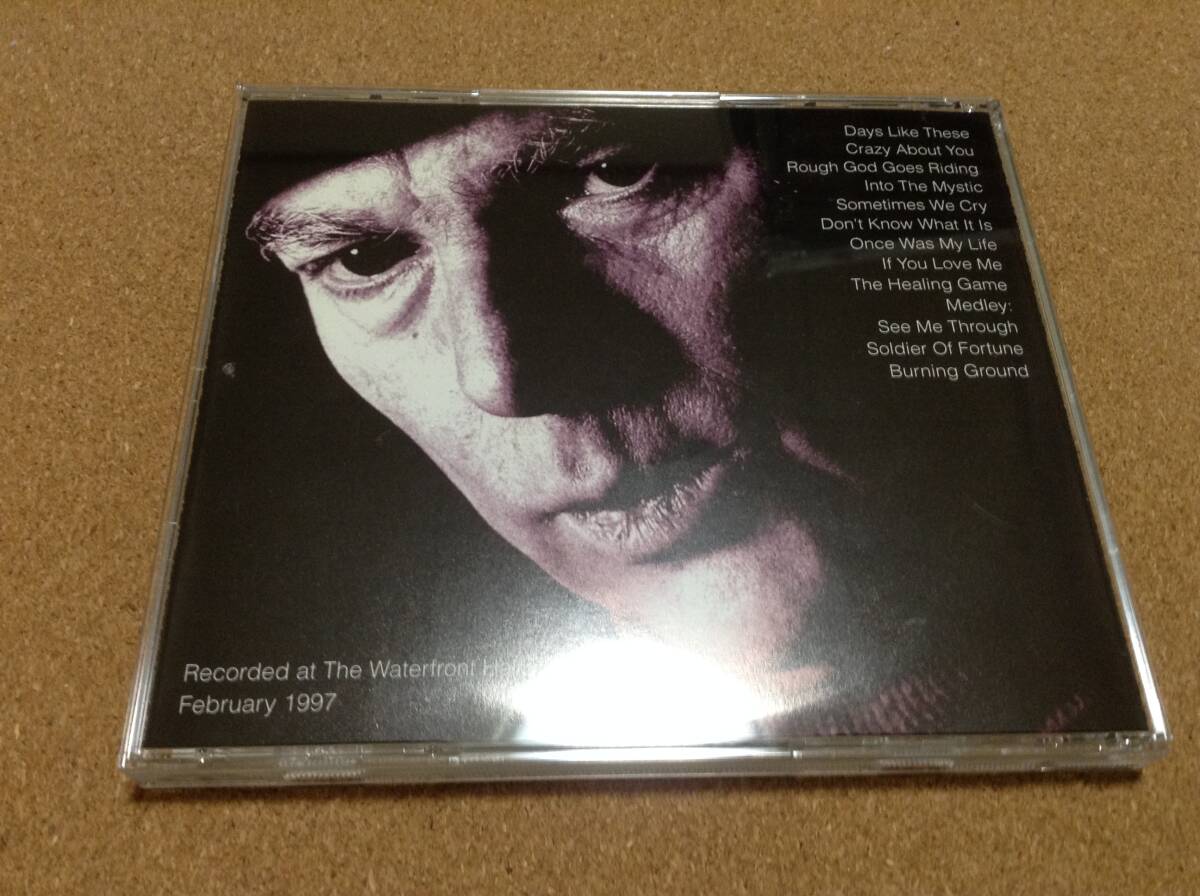 Days Like These
Crazy About You
Rough God Goes Riding
Into The Mystic
Sometimes We Cry
Don't Know What It Is
Once Was My Life
If You Love Me
The Healing Game
Medley:
See Me Through
Soldier Of Fortune
Burning Ground
Recorded at The Waterfront
February 1997